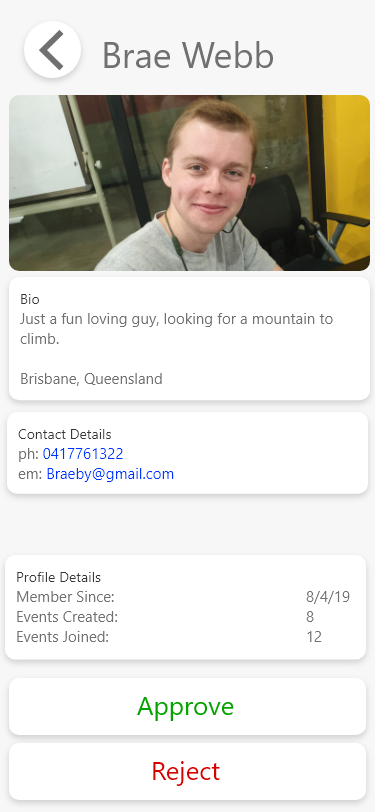 Brae Webb
Bio
Just a fun loving guy, looking for a mountain to
climb.
Brisbane, Queensland
Contact Details
ph: 0417761322
em: Braeby@gmail.com
Profile Details
Member Since: 8/4/19
Events Created: 8
Events Joined: 12
Approve
Reject